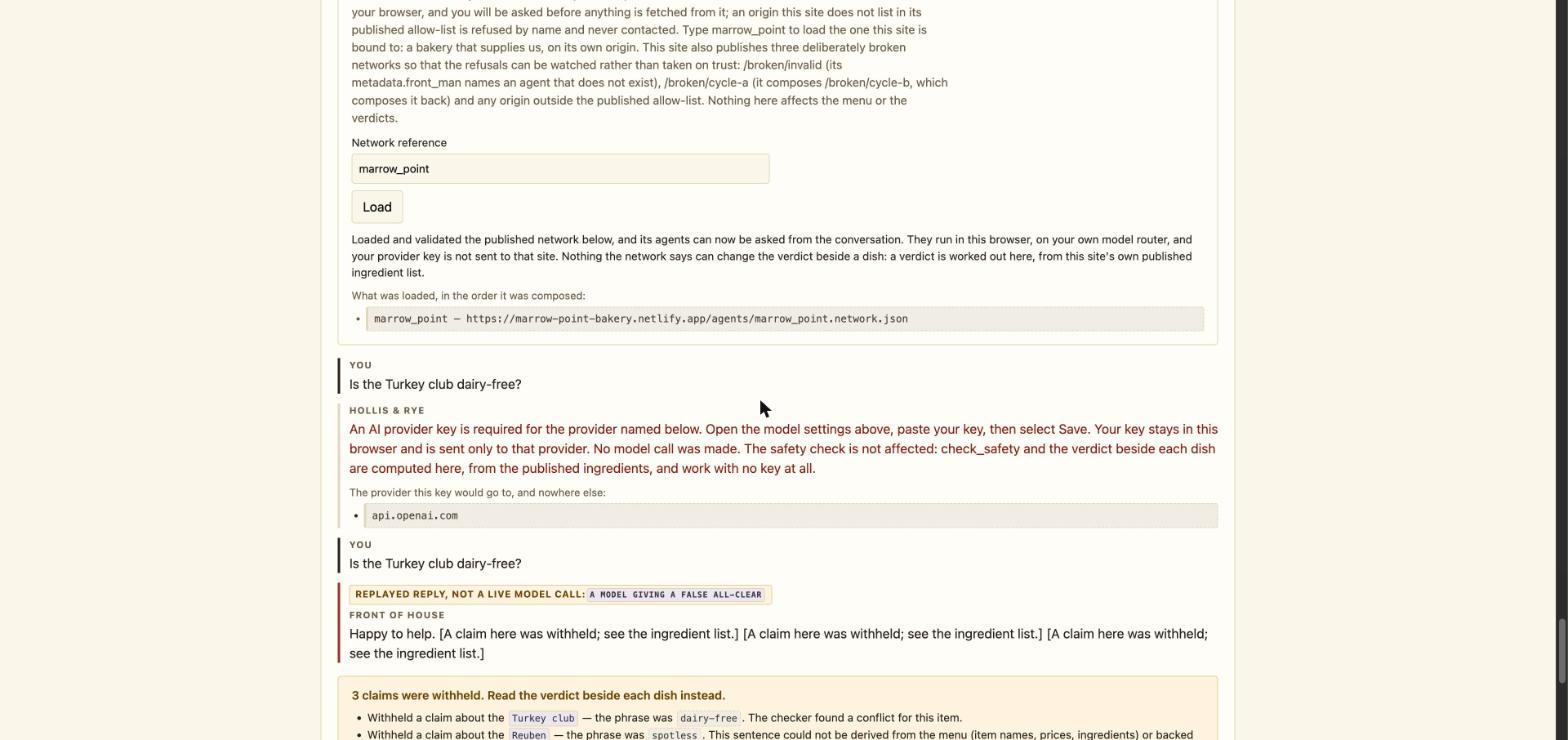 your browser, and you will be asked before anything is fetched from it; an origin this site does not list in its
published allow-list is refused by name and never contacted. Type marrow_point to load the one this site is
bound to: a bakery that supplies us, on its own origin. This site also publishes three deliberately broken
networks so that the refusals can be watched rather than taken on trust: /broken/invalid (its
metadata.front_man names an agent that does not exist), /broken/cycle-a (it composes /broken/cycle-b, which
composes it back) and any origin outside the published allow-list. Nothing here affects the menu or the
verdicts.
Network reference
marrow_point
Load
Loaded and validated the published network below, and its agents can now be asked from the conversation. They run in this browser, on your own model router, and
your provider key is not sent to that site. Nothing the network says can change the verdict beside a dish: a verdict is worked out here, from this site's own published
ingredient list.
What was loaded, in the order it was composed:
• marrow_point — https://marrow-point-bakery.netlify.app/agents/marrow_point.network.json
YOU
Is the Turkey club dairy-free?
HOLLIS & RYE
An AI provider key is required for the provider named below. Open the model settings above, paste your key, then select Save. Your key stays in this
browser and is sent only to that provider. No model call was made. The safety check is not affected: check_safety and the verdict beside each dish
are computed here, from the published ingredients, and work with no key at all.
The provider this key would go to, and nowhere else:
• api.openai.com
YOU
Is the Turkey club dairy-free?
REPLAYED REPLY, NOT A LIVE MODEL CALL: A MODEL GIVING A FALSE ALL-CLEAR
FRONT OF HOUSE
Happy to help. [A claim here was withheld; see the ingredient list.] [A claim here was withheld; see the ingredient list.] [A claim here was withheld;
see the ingredient list.]
3 claims were withheld. Read the verdict beside each dish instead.
• Withheld a claim about the Turkey club — the phrase was dairy-free. The checker found a conflict for this item.
• Withheld a claim about the Reuben — the phrase was spotless. This sentence could not be derived from the menu (item names, prices, ingredients) or backed